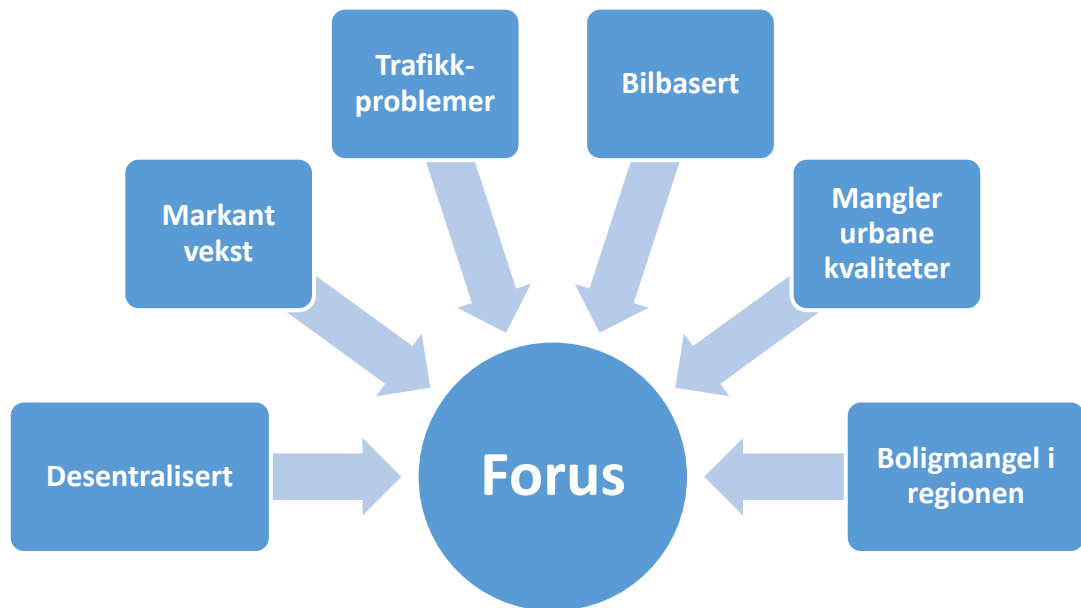 Trafikk-
problemer
Bilbasert
Markant
vekst
Mangler
urbane
kvaliteter
Desentralisert
Forus
Boligmangel i
regionen